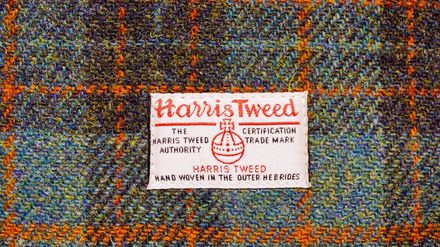 Harris Tweed
THE CERTIFICATION
HARRIS TWEED TRADE MARK
AUTHORITY
HARRIS TWEED
HAND WOVEN IN THE OUTER HEBRIDES